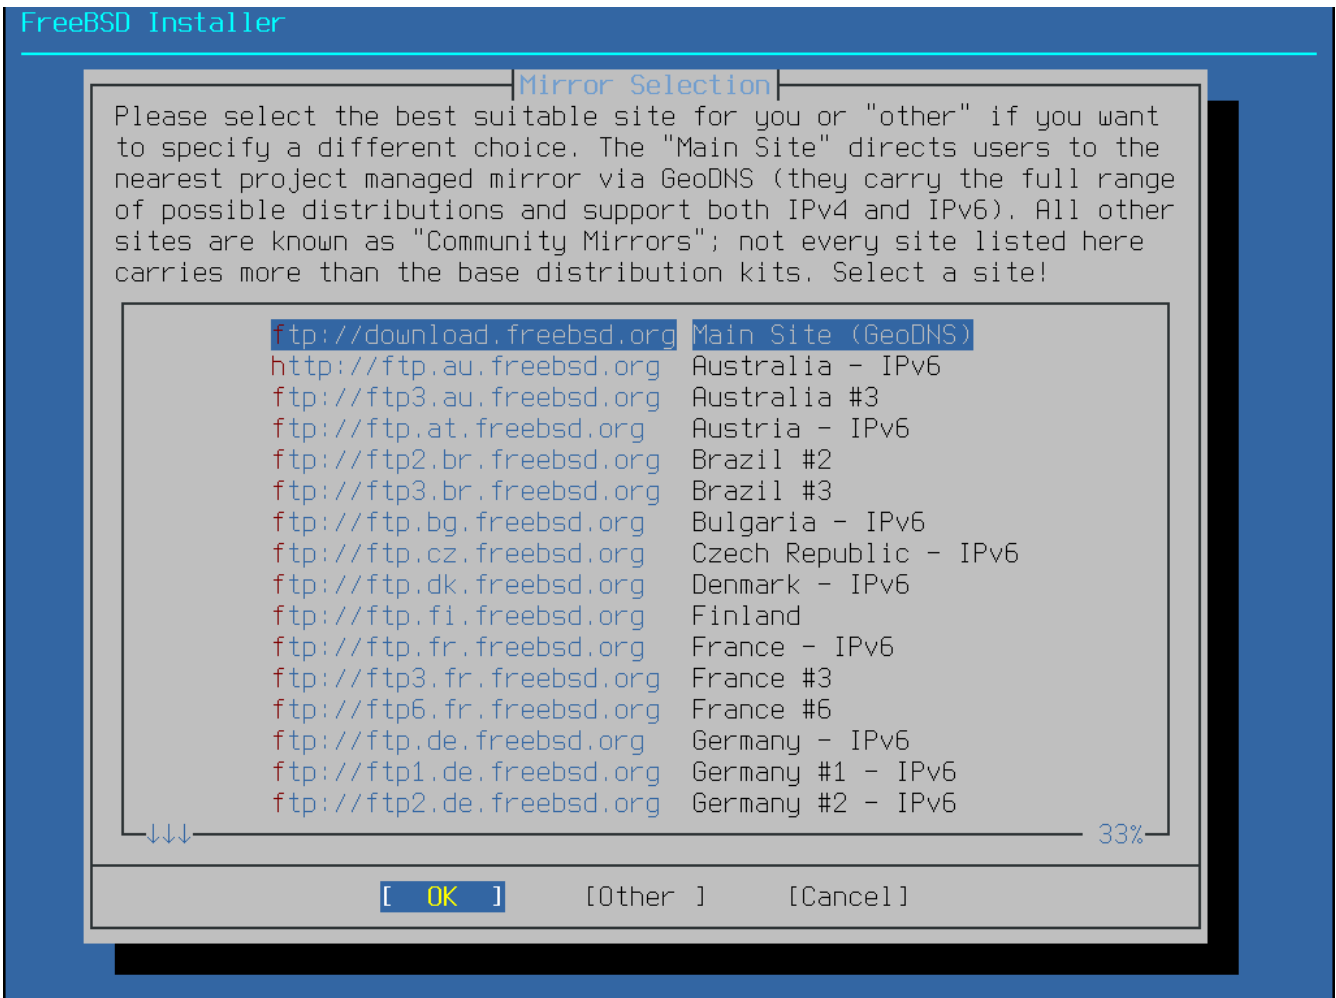 FreeBSD Installer
Mirror Selection
Please select the best suitable site for you or "other" if you want
to specify a different choice. The "Main Site" directs users to the
nearest project managed mirror via GeoDNS (they carry the full range
of possible distributions and support both IPv4 and IPv6). All other
sites are known as "Community Mirrors"; not every site listed here
carries more than the base distribution kits. Select a site!
ftp://download.freebsd.org Main Site (GeoDNS)
http://ftp.au.freebsd.org Australia - IPv6
ftp://ftp3.au.freebsd.org Australia #3
ftp://ftp.at.freebsd.org Austria - IPv6
ftp://ftp2.br.freebsd.org Brazil #2
ftp://ftp3.br.freebsd.org Brazil #3
ftp://ftp.bg.freebsd.org Bulgaria - IPv6
ftp://ftp.cz.freebsd.org Czech Republic - IPv6
ftp://ftp.dk.freebsd.org Denmark - IPv6
ftp://ftp.fi.freebsd.org Finland
ftp://ftp.fr.freebsd.org France - IPv6
ftp://ftp3.fr.freebsd.org France #3
ftp://ftp6.fr.freebsd.org France #6
ftp://ftp.de.freebsd.org Germany - IPv6
ftp://ftp1.de.freebsd.org Germany #1 - IPv6
ftp://ftp2.de.freebsd.org Germany #2 - IPv6
↓↓↓ 33%
[ OK ] [Other ] [Cancel]